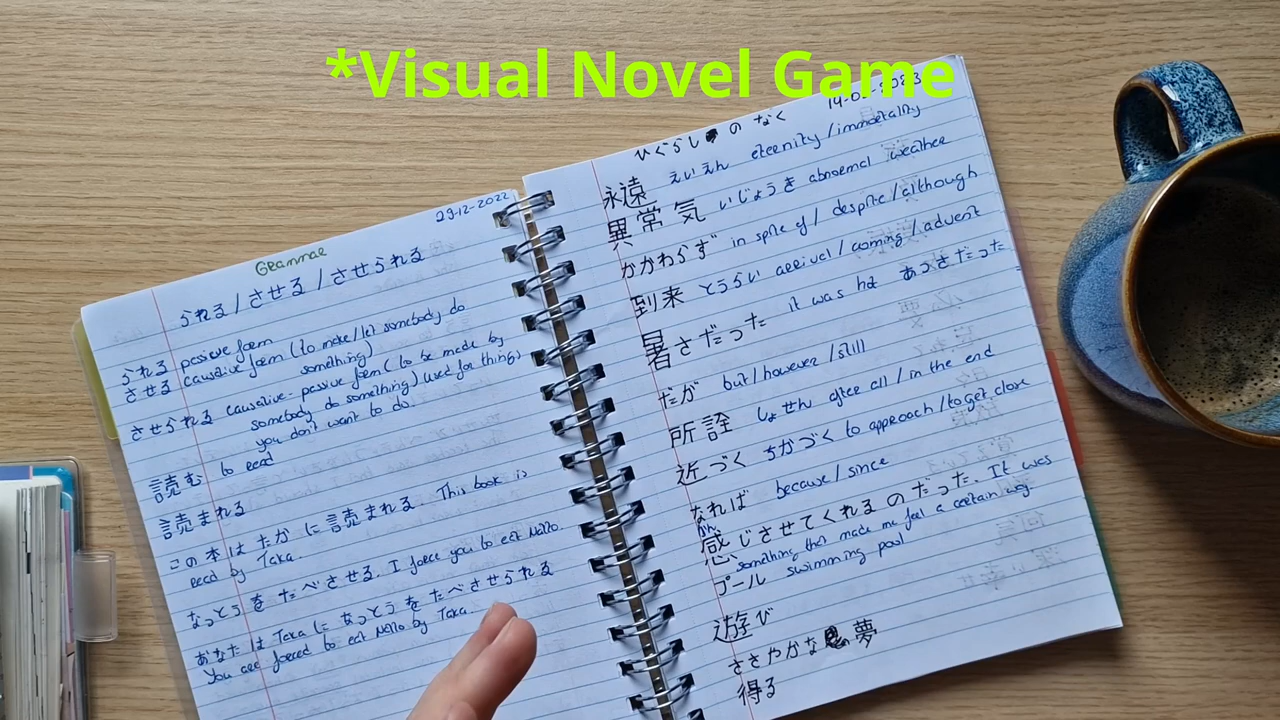 *Visual Novel Game
29-12-2022
Grammar
られる / させる / させられる
られる passive form
させる causative form (to make/let somebody do
something)
させられる causative-passive form (to be made by
somebody do something) used for things
you don't want to do.
読む to read
読まれる
この本は たか に 読まれる. This book is
read by Taka.
なっとう を たべさせる. I force you to eat Natto.
あなた は Taka に なっとう を たべさせられる
You are forced to eat Natto by Taka
ひぐらし の なく
2023
永遠 えいえん eternity / immortality
異常気 いじょうき abnormal weather
かかわらず in spite of / despite / although
到来 とうらい arrival / coming / advent
暑さだった it was hot あつさだった
だが but / however / still
所詮 しょせん after all / in the end
近づく ちかづく to approach / to get close
なれば because / since
かん
感じさせてくれるのだった. It was
something that made me feel a certain way
プール swimming pool
遊び
ささやかな 夢
得る